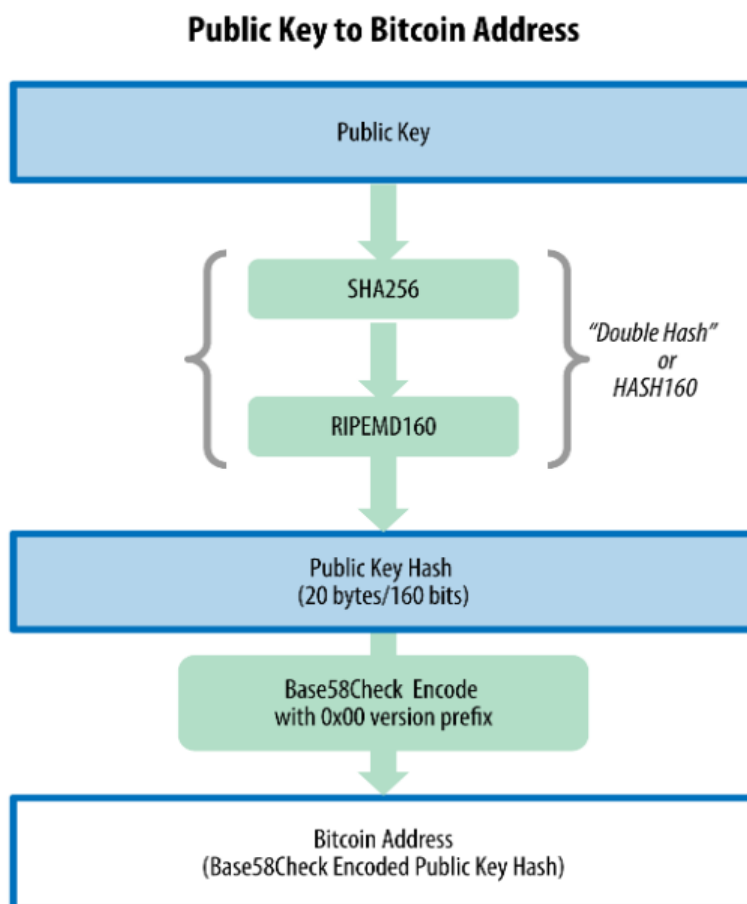 Public Key to Bitcoin Address
Public Key
SHA256
"Double Hash"
or
HASH160
RIPEMD160
Public Key Hash
(20 bytes/160 bits)
Base58Check Encode
with 0x00 version prefix
Bitcoin Address
(Base58Check Encoded Public Key Hash)